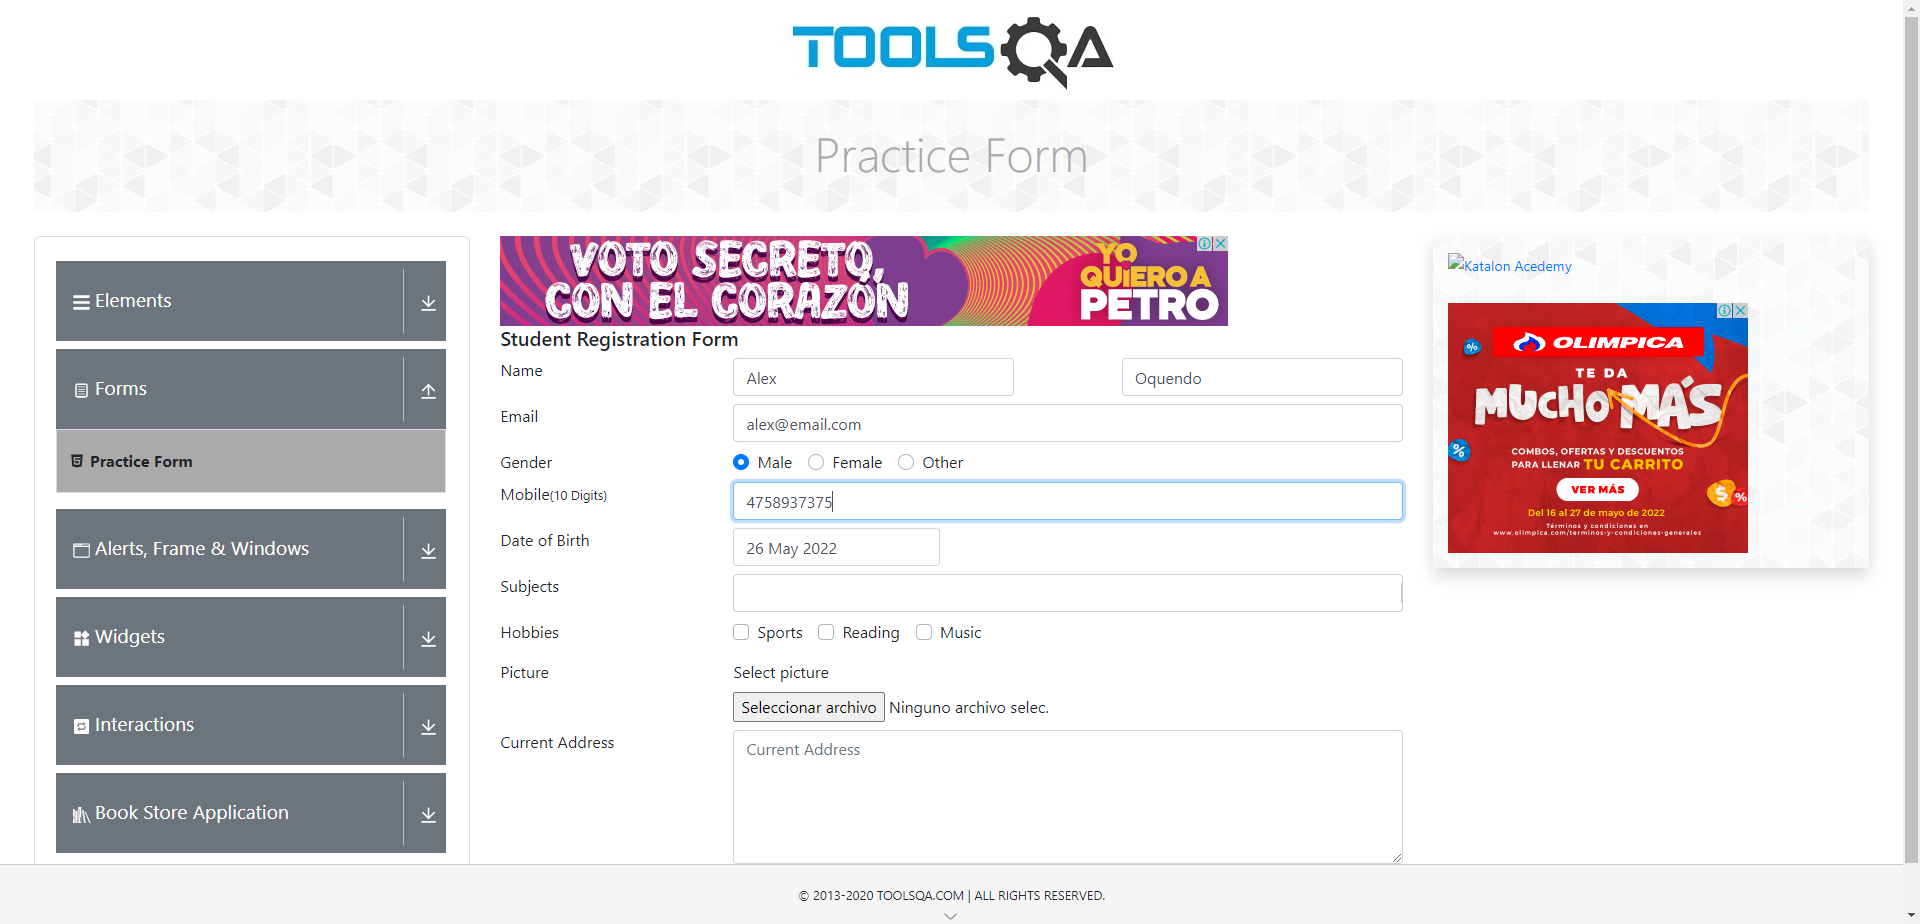 TOOLSQA
Practice Form
Elements
Forms
Practice Form
Alerts, Frame & Windows
Widgets
Interactions
Book Store Application
VOTO SECRETO,
CON EL CORAZÓN
YO
QUIERO A
PETRO
Student Registration Form
Name
Alex
Oquendo
Email
alex@email.com
Gender
Male
Female
Other
Mobile(10 Digits)
4758937375
Date of Birth
26 May 2022
Subjects
Hobbies
Sports
Reading
Music
Picture
Select picture
Seleccionar archivo
Ninguno archivo selec.
Current Address
Current Address
Katalon Acedemy
OLIMPICA
TE DA
MUCHO MÁS
COMBOS, OFERTAS Y DESCUENTOS
PARA LLENAR TU CARRITO
VER MÁS
Del 16 al 27 de mayo de 2022
Términos y condiciones en
www.olimpica.com/terminos-y-condiciones-generales
%
%
$
%
© 2013-2020 TOOLSQA.COM | ALL RIGHTS RESERVED.